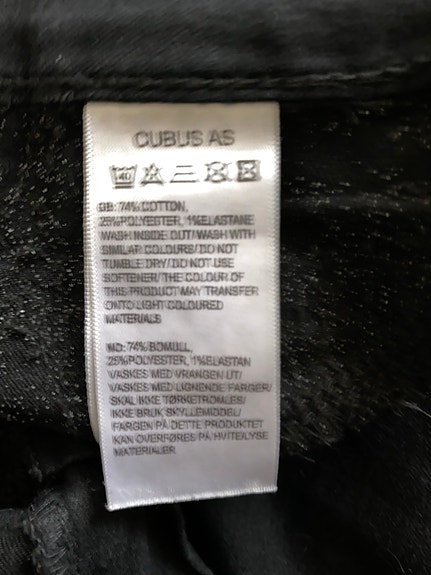 CUBUS AS
40
GB: 74% COTTON,
25%POLYESTER, 1%ELASTANE
WASH INSIDE OUT/ WASH WITH
SIMILAR COLOURS/ DO NOT
TUMBLE DRY/ DO NOT USE
SOFTENER/ THE COLOUR OF
THIS PRODUCT MAY TRANSFER
ONTO LIGHT COLOURED
MATERIALS
NO: 74% BOMULL,
25%POLYESTER, 1%ELASTAN
VASKES MED VRANGEN UT/
VASKES MED LIGNENDE FARGER/
SKAL IKKE TØRKETROMLES/
IKKE BRUK SKYLLEMIDDEL/
FARGEN PÅ DETTE PRODUKTET
KAN OVERFØRES PÅ HVITE/LYSE
MATERIALER